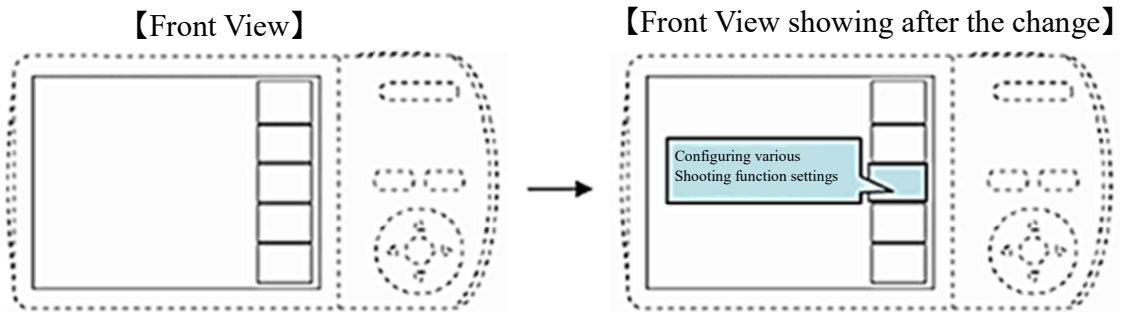 【Front View】
【Front View showing after the change】
Configuring various
Shooting function settings